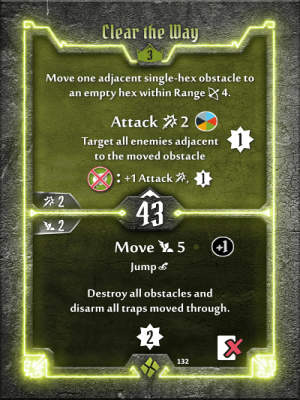 Clear the Way
3
Move one adjacent single-hex obstacle to
an empty hex within Range 4.
Attack 2
Target all enemies adjacent
to the moved obstacle
1
: +1 Attack, 1
2
43
2
Move 5 +1
Jump
Destroy all obstacles and
disarm all traps moved through.
2
132